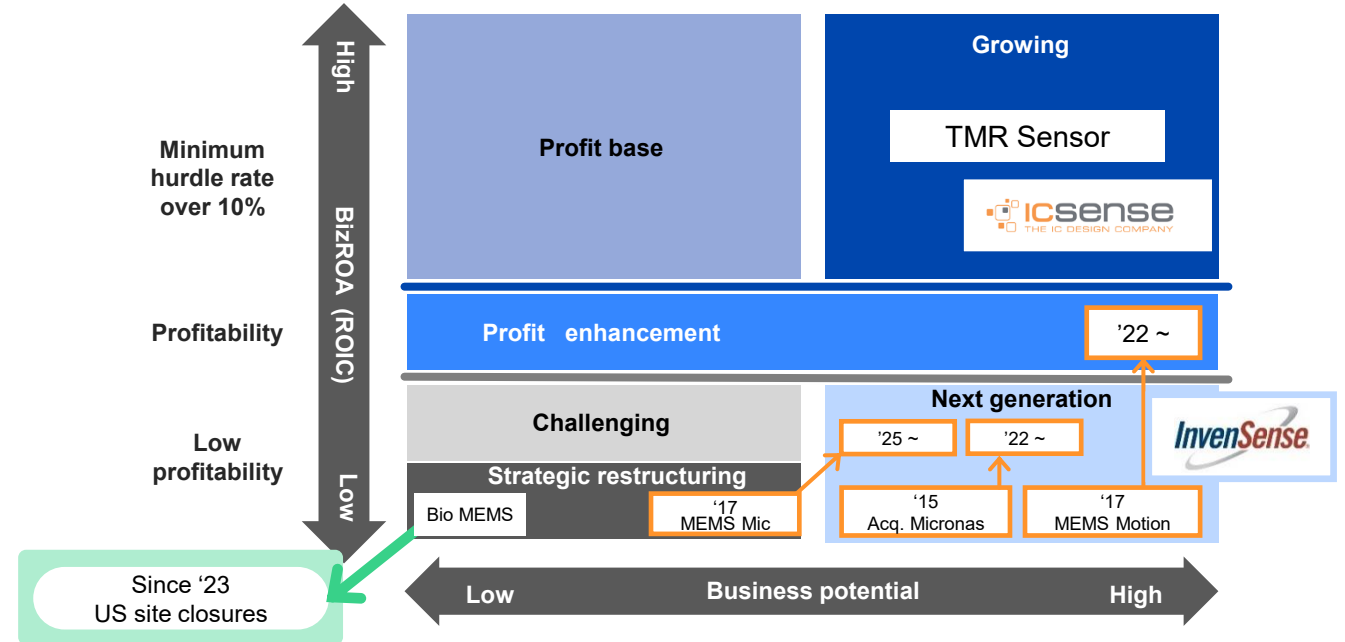 High
BizROA (ROIC)
Low
Minimum
hurdle rate
over 10%
Profitability
Low
profitability
Profit base
Growing
TMR Sensor
ICsense
THE IC DESIGN COMPANY
Profit enhancement
’22 ~
Challenging
Next generation
’25 ~
’22 ~
InvenSense
Strategic restructuring
Bio MEMS
‘17
MEMS Mic
‘15
Acq. Micronas
‘17
MEMS Motion
Since ‘23
US site closures
Low
Business potential
High